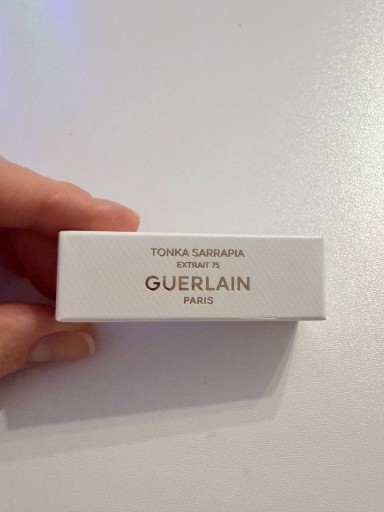 TONKA SARRAPIA
EXTRAIT 75
GUERLAIN
PARIS